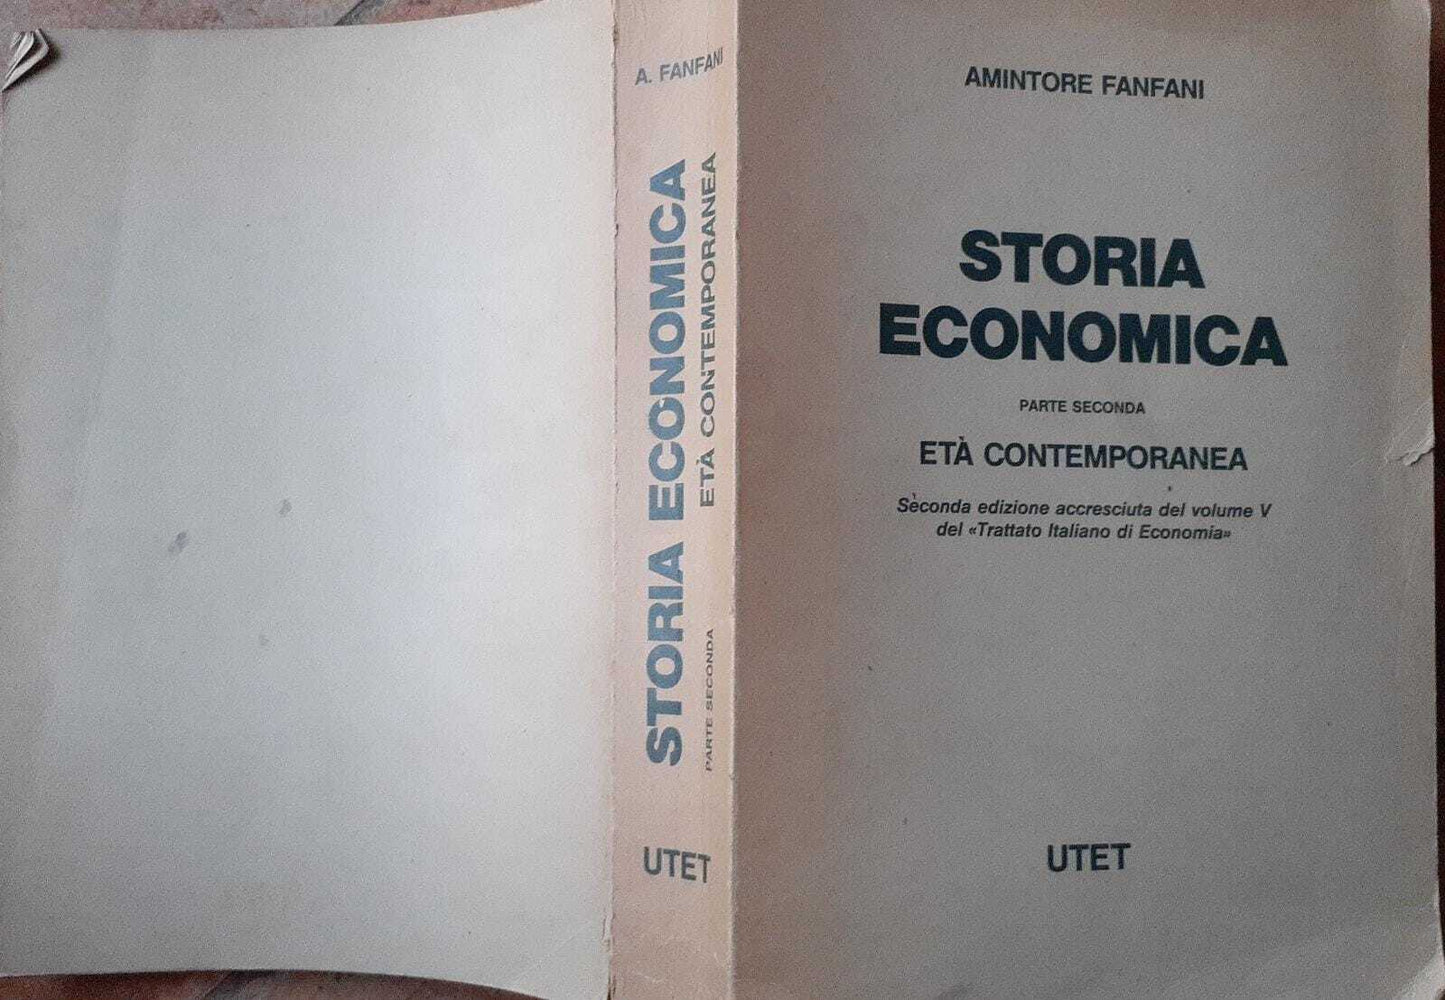 A. FANFANI
STORIA ECONOMICA
ETÀ CONTEMPORANEA
PARTE SECONDA
UTET
AMINTORE FANFANI
STORIA
ECONOMICA
PARTE SECONDA
ETÀ CONTEMPORANEA
Seconda edizione accresciuta del volume V
del «Trattato Italiano di Economia»
UTET